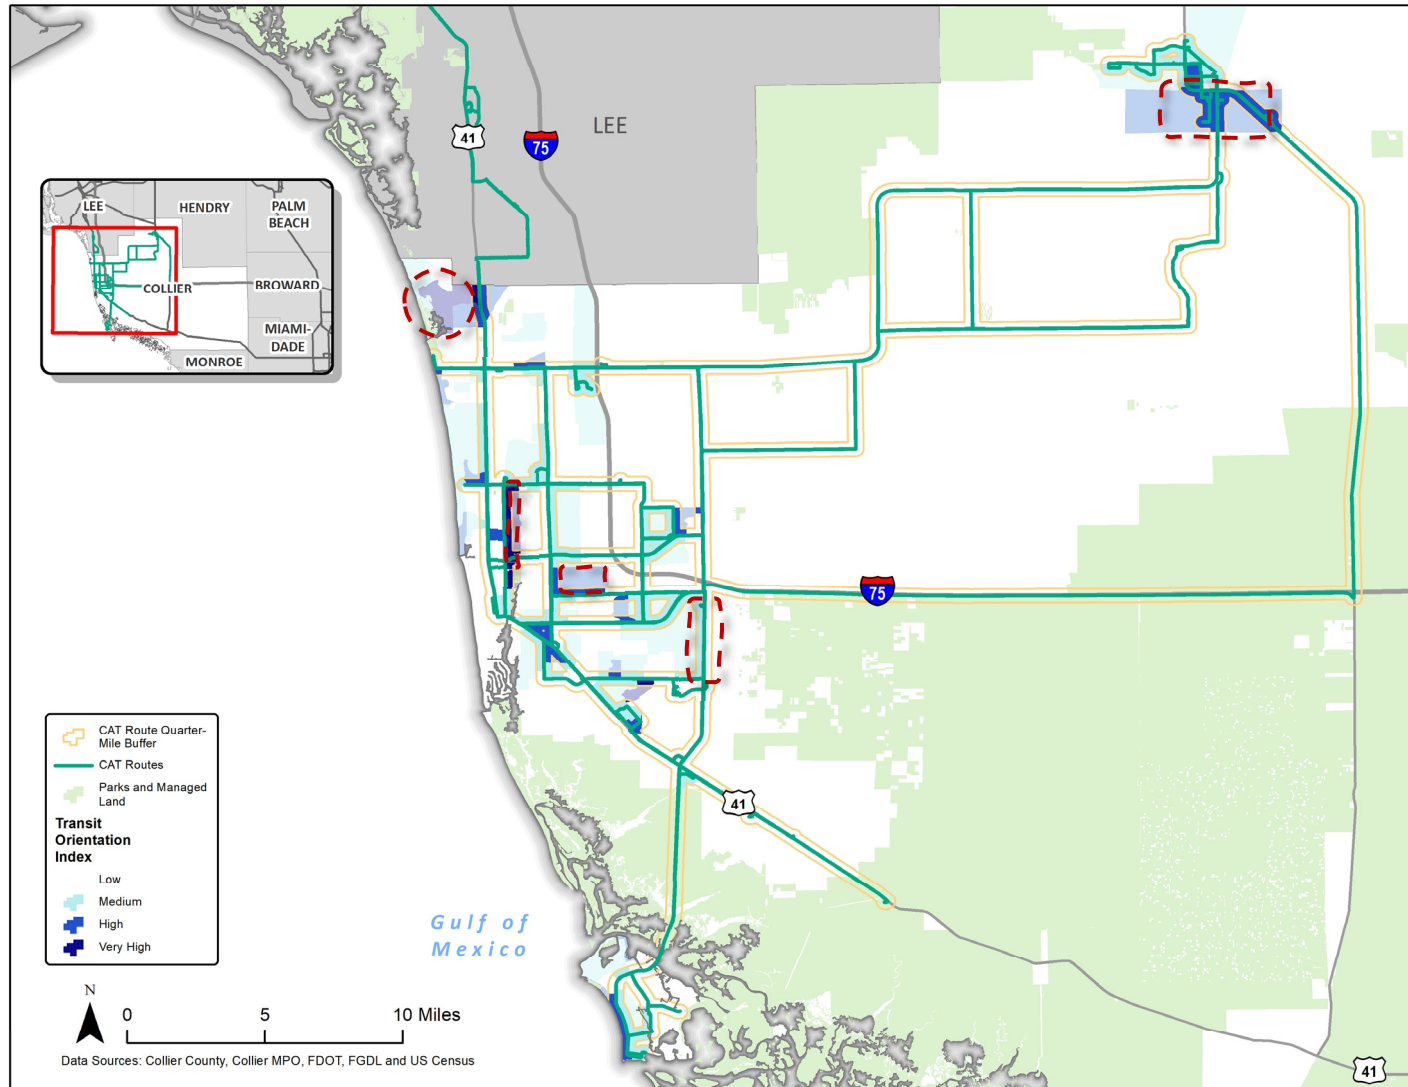 41
75
LEE
LEE
HENDRY
PALM
BEACH
COLLIER
BROWARD
MIAMI-
DADE
MONROE
75
41
CAT Route Quarter-
Mile Buffer
CAT Routes
Parks and Managed
Land
Transit
Orientation
Index
Low
Medium
High
Very High
Gulf of
Mexico
N
0 5 10 Miles
Data Sources: Collier County, Collier MPO, FDOT, FGDL and US Census
41